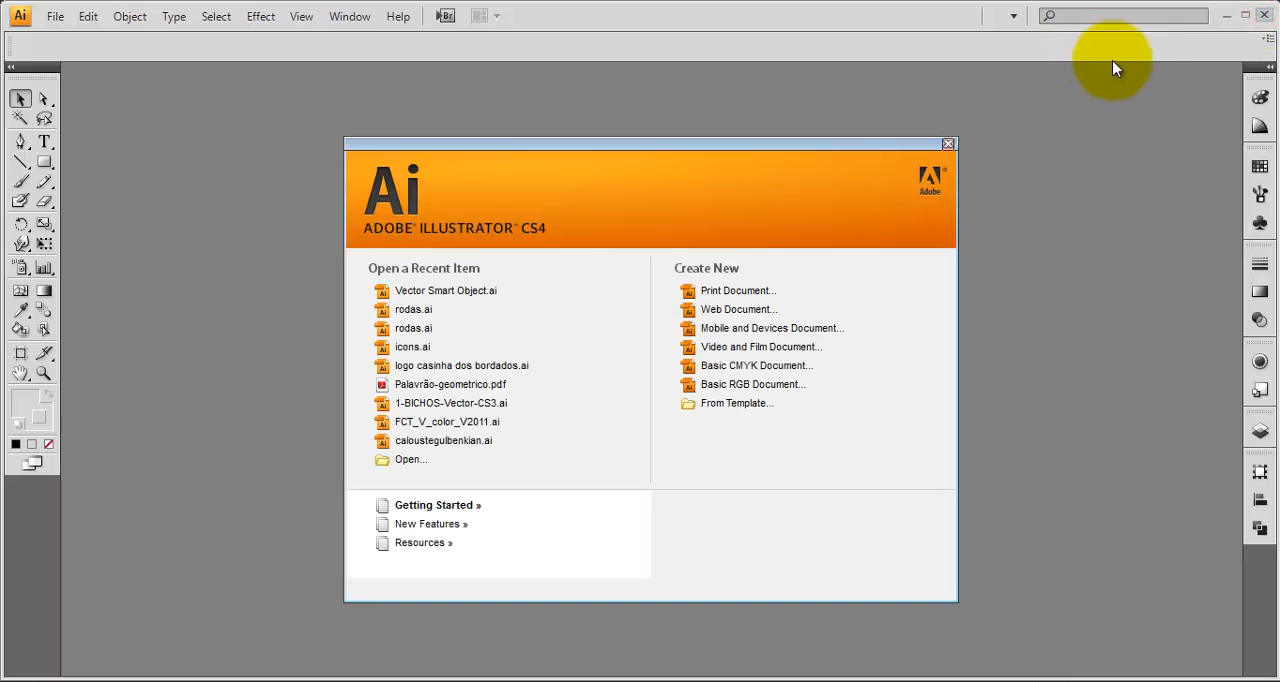 Ai File Edit Object Type Select Effect View Window Help Br
Ai
ADOBE® ILLUSTRATOR® CS4
Adobe
Open a Recent Item
Vector Smart Object.ai
rodas.ai
rodas.ai
icons.ai
logo casinha dos bordados.ai
Palavrão-geometrico.pdf
1-BICHOS-Vector-CS3.ai
FCT_V_color_V2011.ai
caloustegulbenkian.ai
Open...
Create New
Print Document...
Web Document...
Mobile and Devices Document...
Video and Film Document...
Basic CMYK Document...
Basic RGB Document...
From Template...
Getting Started »
New Features »
Resources »